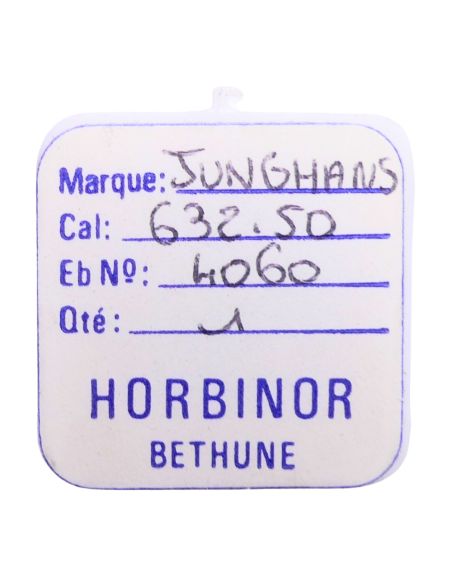 Marque: JUNGHANS
Cal: 632.50
Eb Nº: 4060
Qté: 1
HORBINOR
BETHUNE